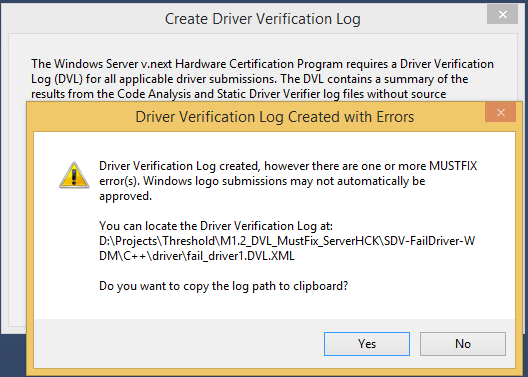 Create Driver Verification Log
The Windows Server v.next Hardware Certification Program requires a Driver Verification
Log (DVL) for all applicable driver submissions. The DVL contains a summary of the
results from the Code Analysis and Static Driver Verifier log files without source
Driver Verification Log Created with Errors
Driver Verification Log created, however there are one or more MUSTFIX
error(s). Windows logo submissions may not automatically be
approved.
You can locate the Driver Verification Log at:
D:\Projects\Threshold\M1.2_DVL_MustFix_ServerHCK\SDV-FailDriver-W
DM\C++\driver\fail_driver1.DVL.XML
Do you want to copy the log path to clipboard?
Yes
No